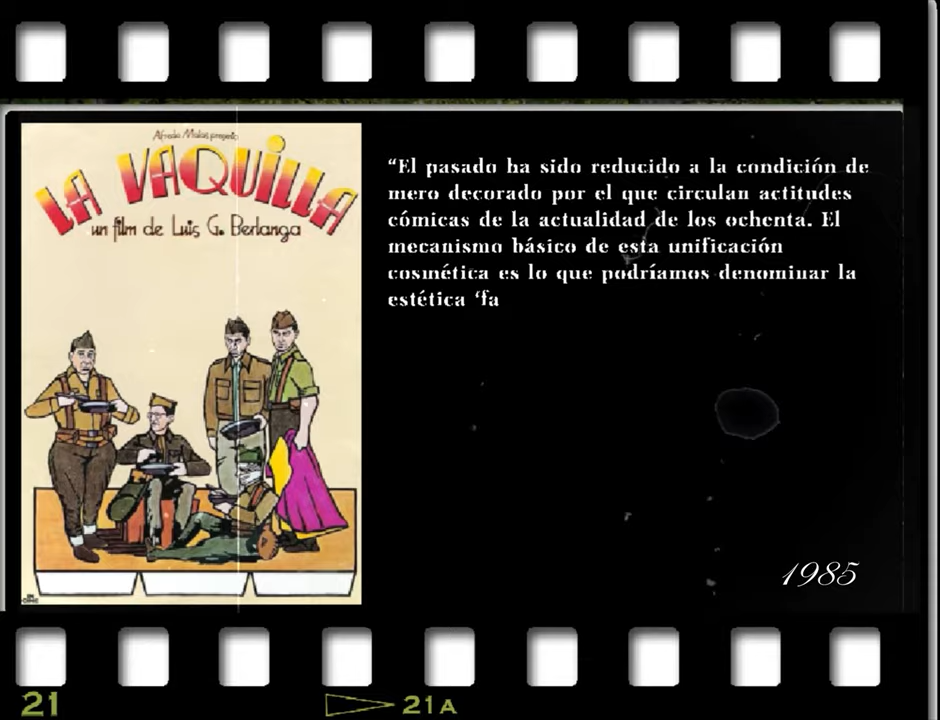 Alfredo Matas presenta
LA VAQUILLA
un film de Luis G. Berlanga
“El pasado ha sido reducido a la condición de
mero decorado por el que circulan actitudes
cómicas de la actualidad de los ochenta. El
mecanismo básico de esta unificación
cosmética es lo que podríamos denominar la
estética ‘fa
1985
21
21A